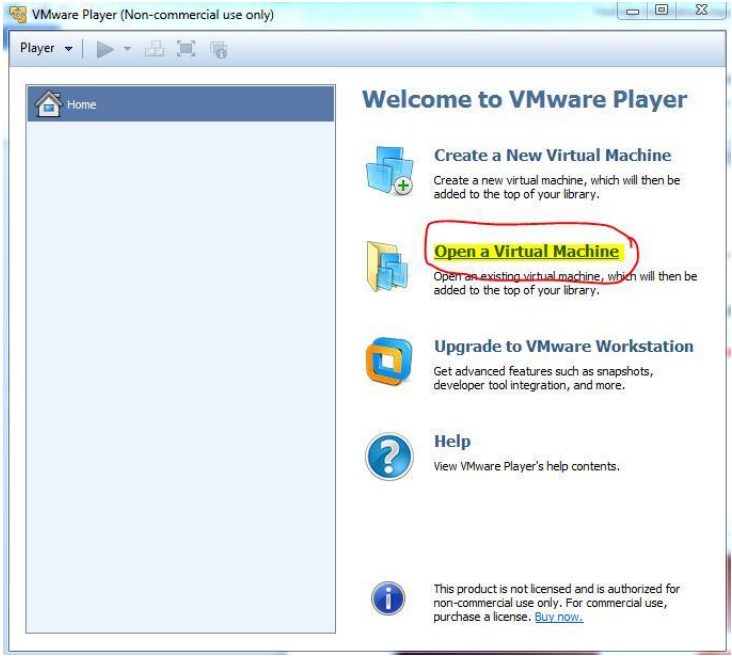 VMware Player (Non-commercial use only)
Player
Home
Welcome to VMware Player
Create a New Virtual Machine
Create a new virtual machine, which will then be
added to the top of your library.
Open a Virtual Machine
Open an existing virtual machine, which will then be
added to the top of your library.
Upgrade to VMware Workstation
Get advanced features such as snapshots,
developer tool integration, and more.
Help
View VMware Player's help contents.
This product is not licensed and is authorized for
non-commercial use only. For commercial use,
purchase a license. Buy now.